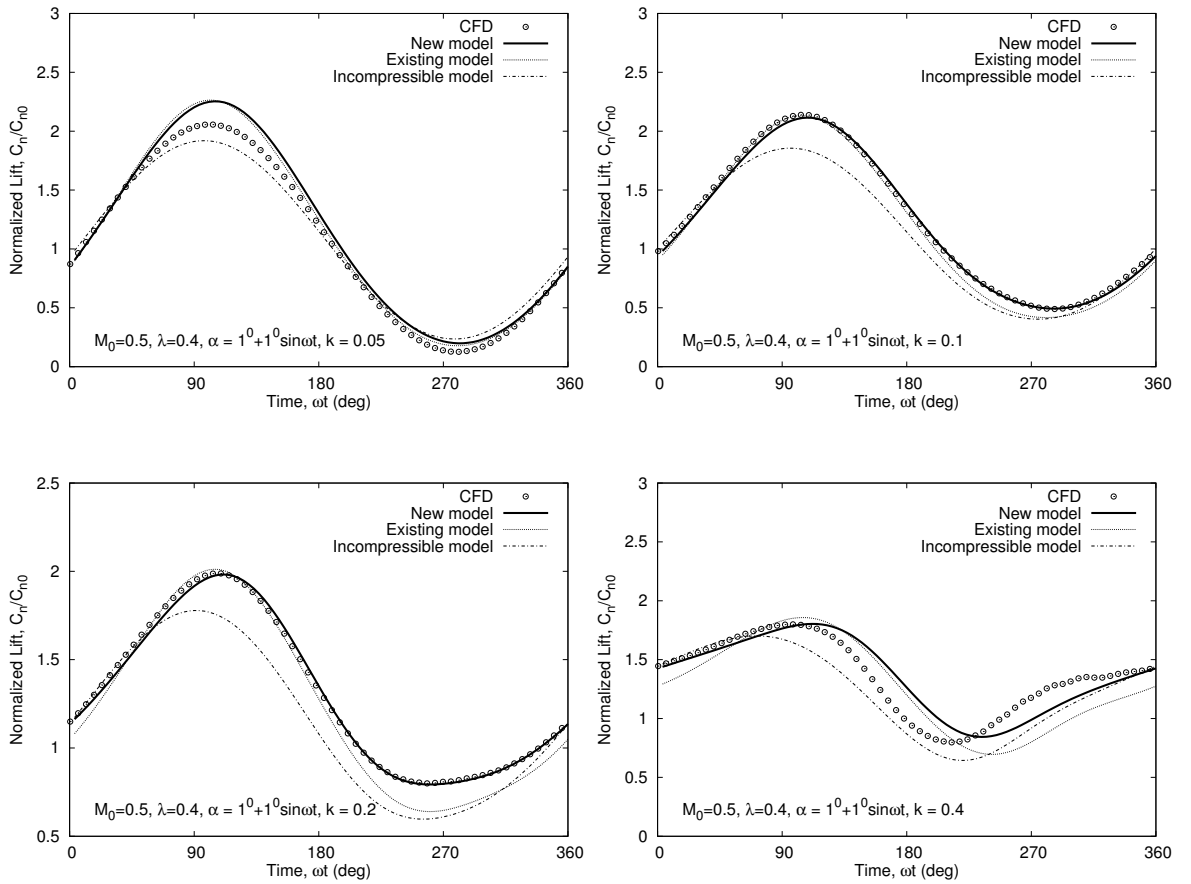 3
2.5
2
1.5
1
0.5
0
Normalized Lift, Cn/Cn0
CFD
New model
Existing model
Incompressible model
M0=0.5, λ=0.4, α = 1⁰+1⁰sinωt, k = 0.05
0 90 180 270 360
Time, ωt (deg)
3
2.5
2
1.5
1
0.5
0
Normalized Lift, Cn/Cn0
CFD
New model
Existing model
Incompressible model
M0=0.5, λ=0.4, α = 1⁰+1⁰sinωt, k = 0.1
0 90 180 270 360
Time, ωt (deg)
2.5
2
1.5
1
0.5
Normalized Lift, Cn/Cn0
CFD
New model
Existing model
Incompressible model
M0=0.5, λ=0.4, α = 1⁰+1⁰sinωt, k = 0.2
0 90 180 270 360
Time, ωt (deg)
3
2.5
2
1.5
1
0.5
0
Normalized Lift, Cn/Cn0
CFD
New model
Existing model
Incompressible model
M0=0.5, λ=0.4, α = 1⁰+1⁰sinωt, k = 0.4
0 90 180 270 360
Time, ωt (deg)